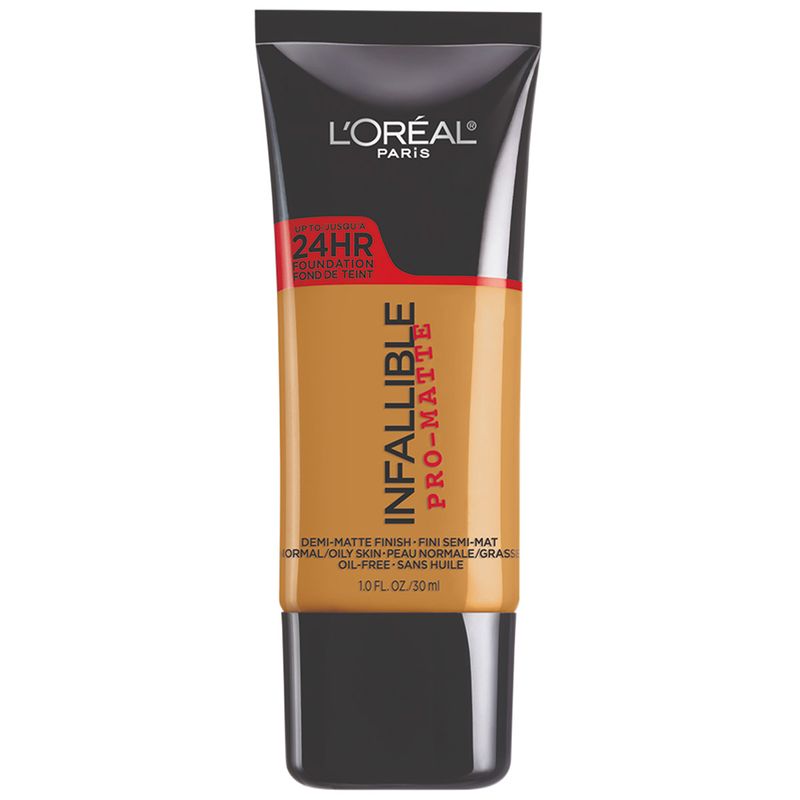 L'ORÉAL®
PARiS
UP TO JUSQU'À
24HR
FOUNDATION
FOND DE TEINT
INFALLIBLE
PRO-MATTE
DEMI-MATTE FINISH • FINI SEMI-MAT
NORMAL/OILY SKIN • PEAU NORMALE/GRASSE
OIL-FREE • SANS HUILE
1.0 FL. OZ./30 ml